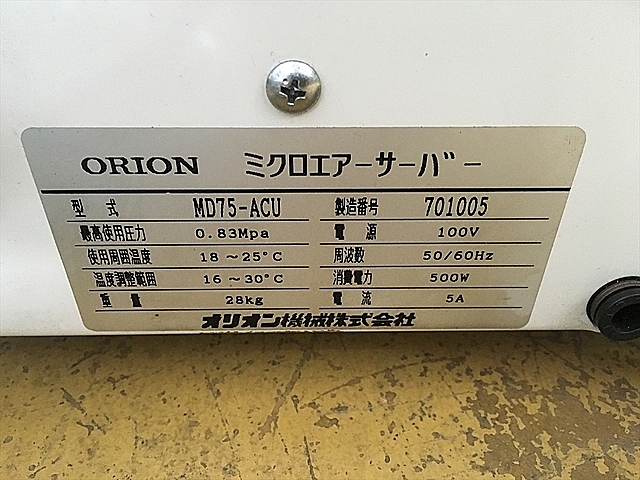 ORION ミクロエアーサーバー
型式 MD75-ACU 製造番号 701005
最高使用圧力 0.83Mpa 電源 100V
使用周囲温度 18～25°C 周波数 50/60Hz
温度調整範囲 16～30°C 消費電力 500W
重量 28kg 電流 5A
オリオン機械株式会社